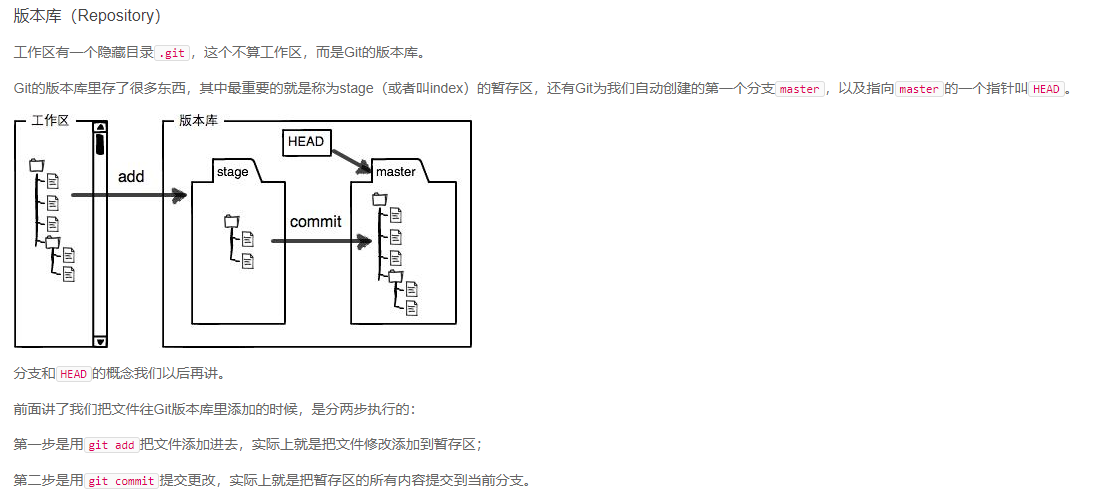 版本库（Repository）
工作区有一个隐藏目录.git，这个不算工作区，而是Git的版本库。
Git的版本库里存了很多东西，其中最重要的就是称为stage（或者叫index）的暂存区，还有Git为我们自动创建的第一个分支master，以及指向master的一个指针叫HEAD。
工作区
版本库
HEAD
add
stage
master
commit
分支和HEAD的概念我们以后再讲。
前面讲了我们把文件往Git版本库里添加的时候，是分两步执行的：
第一步是用git add把文件添加进去，实际上就是把文件修改添加到暂存区；
第二步是用git commit提交更改，实际上就是把暂存区的所有内容提交到当前分支。